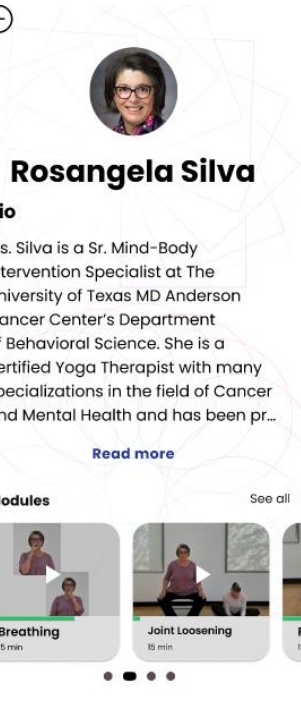 Rosangela Silva
io
s. Silva is a Sr. Mind-Body
tervention Specialist at The
niversity of Texas MD Anderson
ancer Center's Department
f Behavioral Science. She is a
ertified Yoga Therapist with many
pecializations in the field of Cancer
nd Mental Health and has been pr...
Read more
odules
See all
Breathing
5 min
Joint Loosening
15 min